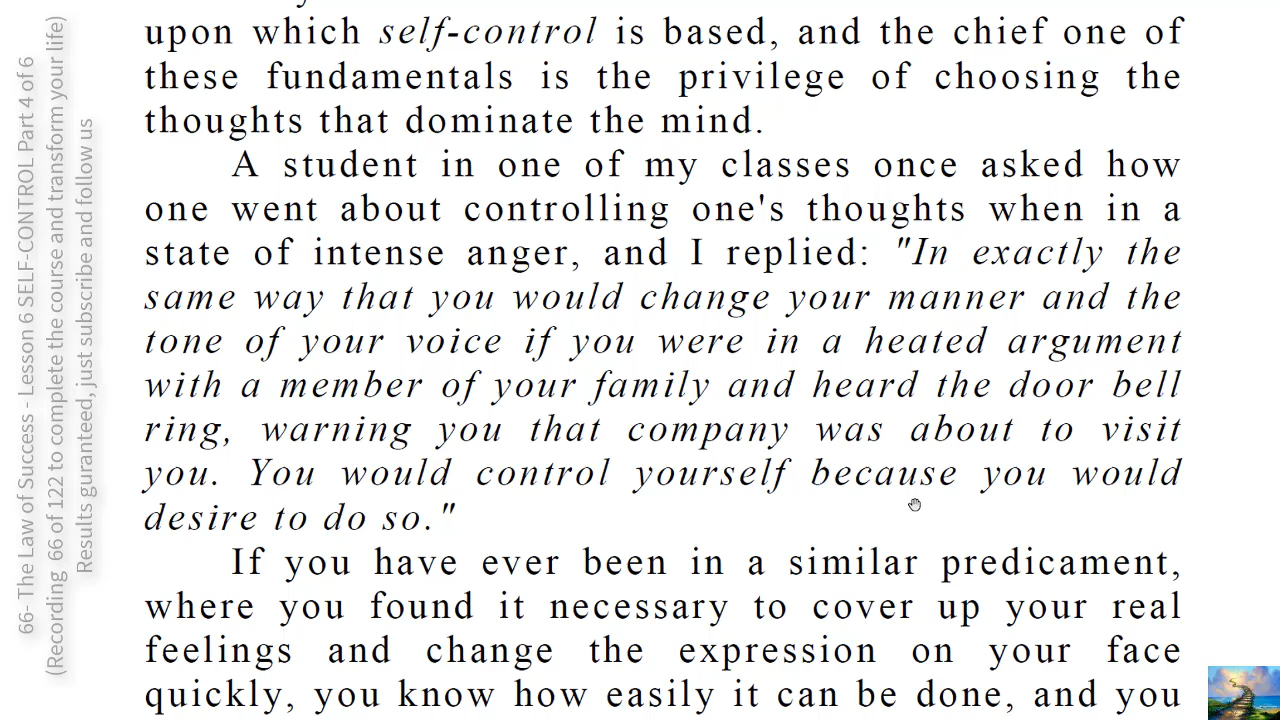 upon which self-control is based, and the chief one of
these fundamentals is the privilege of choosing the
thoughts that dominate the mind.
A student in one of my classes once asked how
one went about controlling one's thoughts when in a
state of intense anger, and I replied: "In exactly the
same way that you would change your manner and the
tone of your voice if you were in a heated argument
with a member of your family and heard the door bell
ring, warning you that company was about to visit
you. You would control yourself because you would
desire to do so."
If you have ever been in a similar predicament,
where you found it necessary to cover up your real
feelings and change the expression on your face
quickly, you know how easily it can be done, and you
66- The Law of Success - Lesson 6 SELF-CONTROL Part 4 of 6
(Recording 66 of 122 to complete the course and transform your life)
Results guranteed, just subscribe and follow us